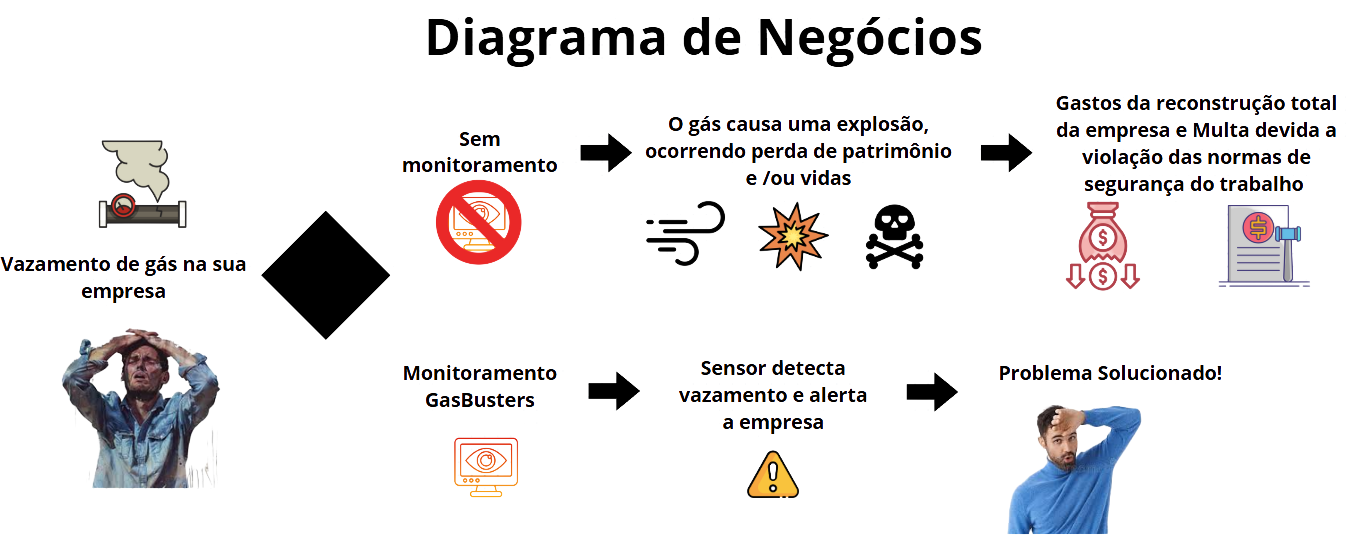 Diagrama de Negócios
Vazamento de gás na sua
empresa
Sem
monitoramento
O gás causa uma explosão,
ocorrendo perda de patrimônio
e /ou vidas
Gastos da reconstrução total
da empresa e Multa devida a
violação das normas de
segurança do trabalho
$
$
$
Monitoramento
GasBusters
Sensor detecta
vazamento e alerta
a empresa
Problema Solucionado!